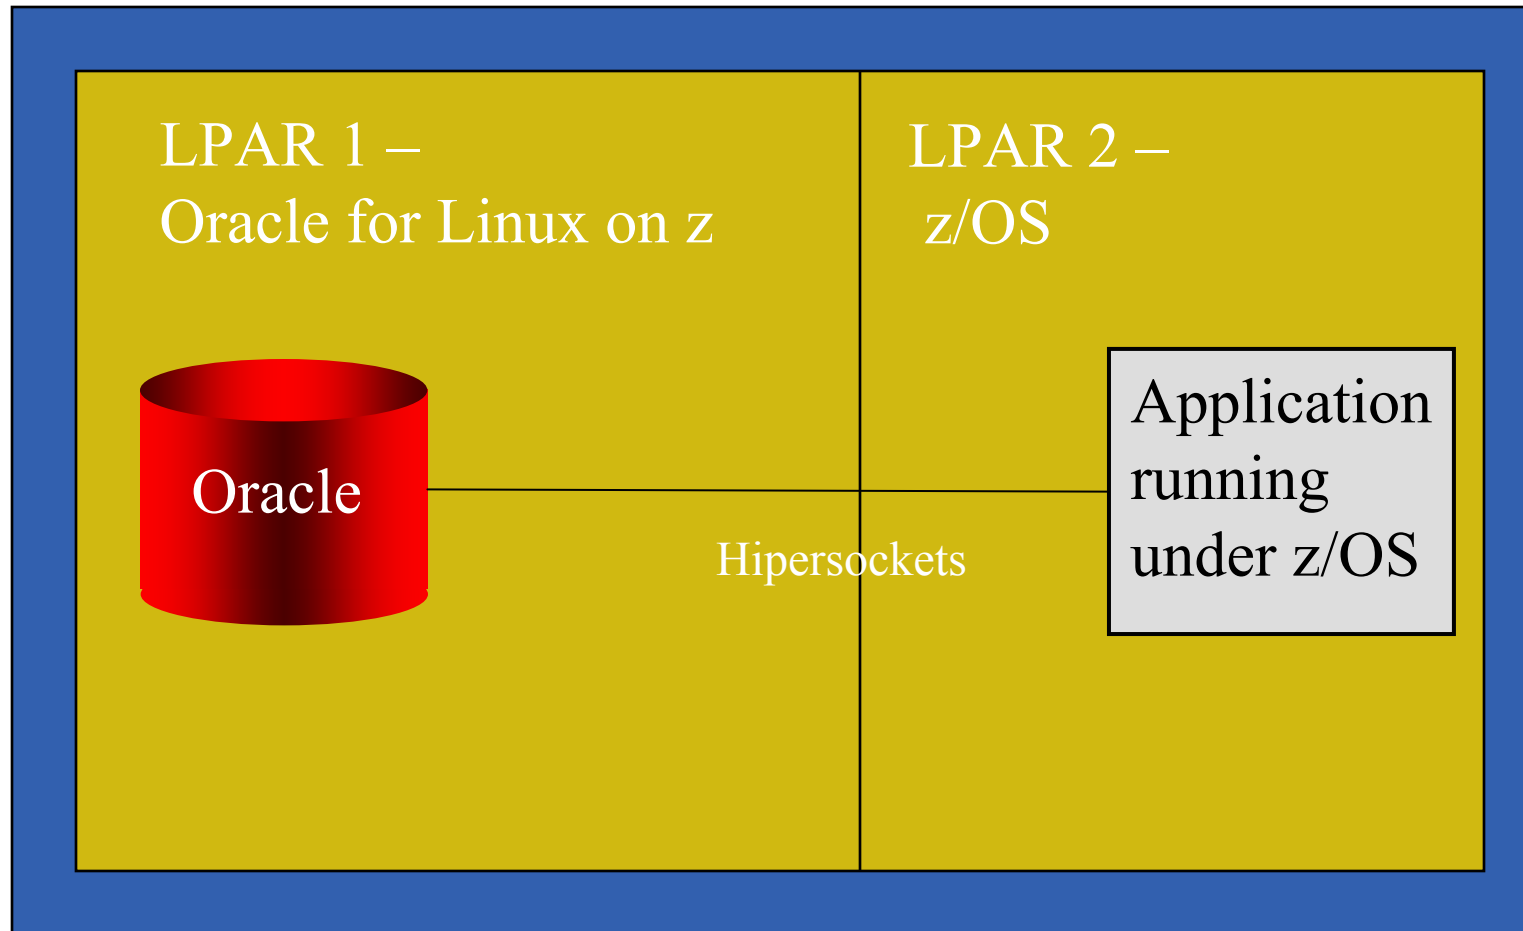 LPAR 1 –
Oracle for Linux on z
LPAR 2 –
z/OS
Oracle
Hipersockets
Application
running
under z/OS